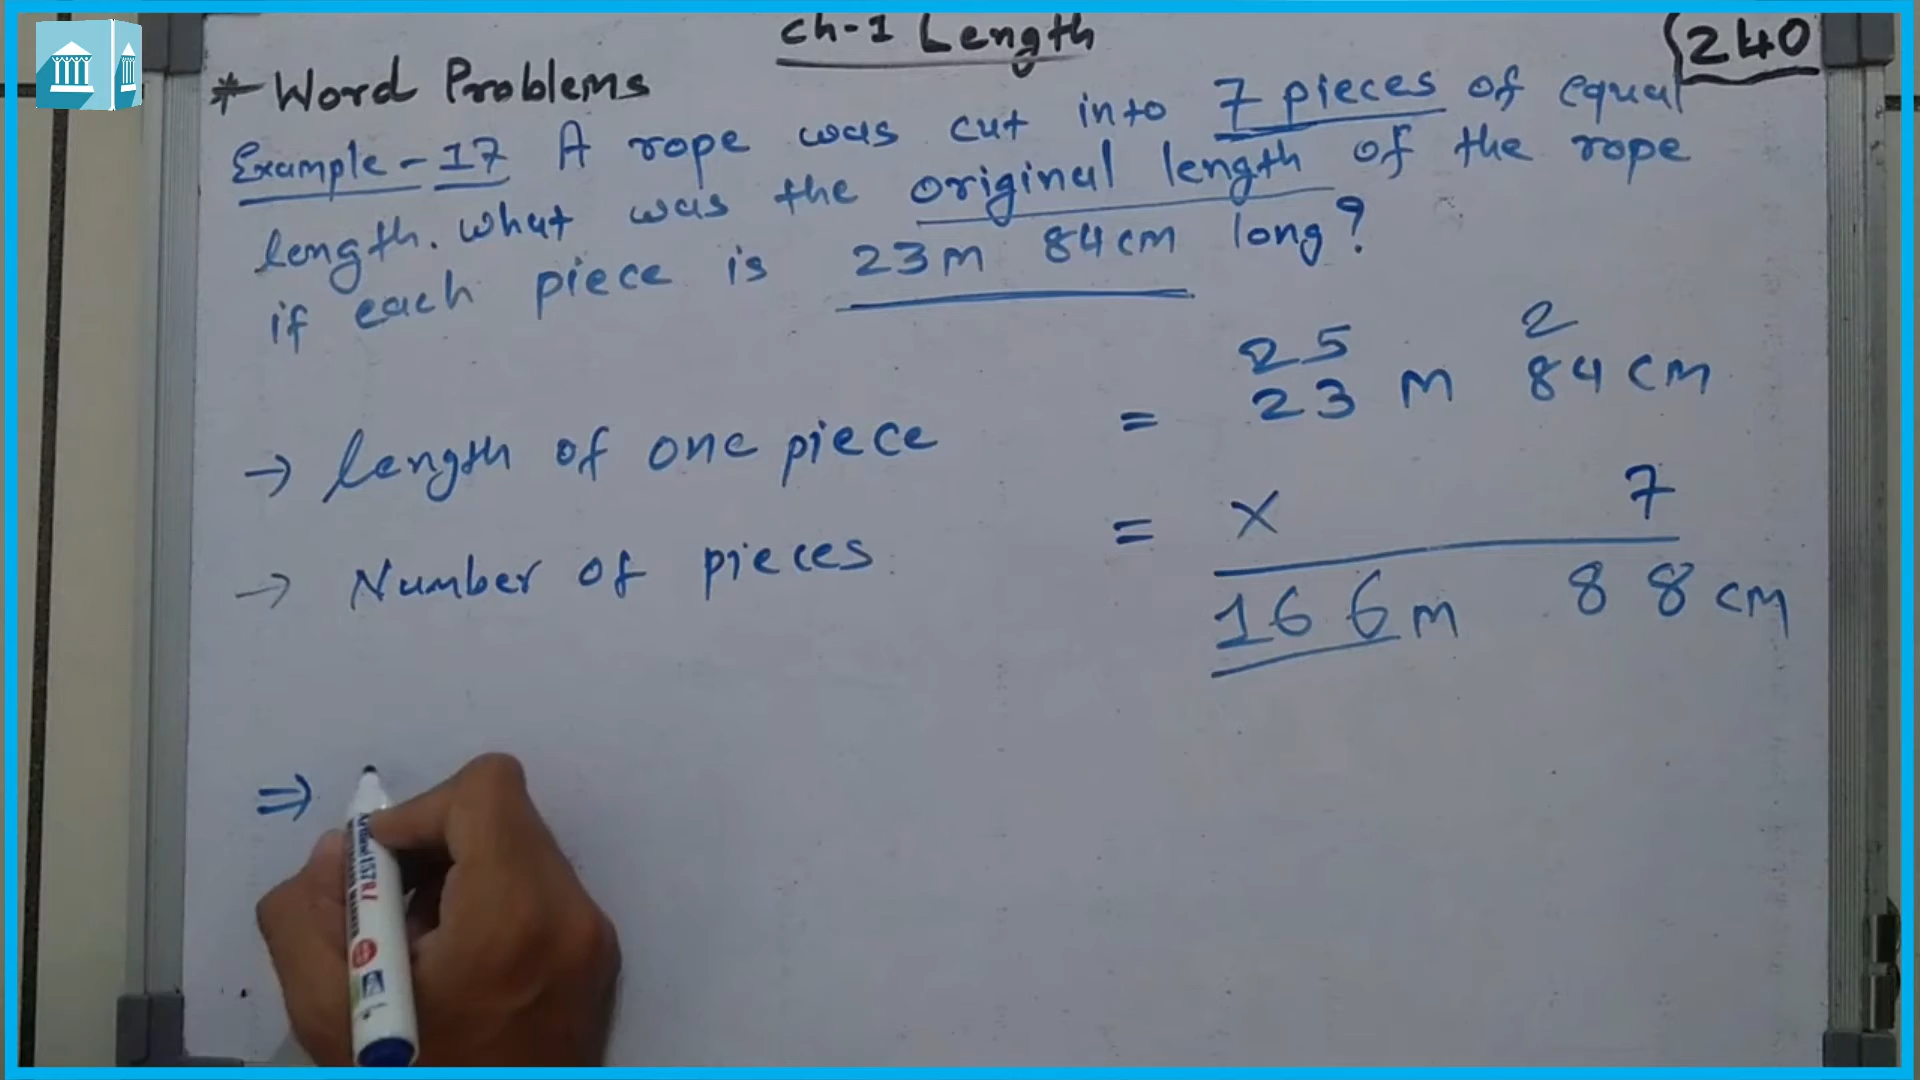 Ch-1 Length
240
* Word Problems
Example-17 A rope was cut into 7 pieces of equal
length. What was the original length of the rope
if each piece is 23m 84cm long?
25 2
→ length of one piece = 23 m 84 cm
→ Number of pieces = × 7
166m 88 cm
⇒